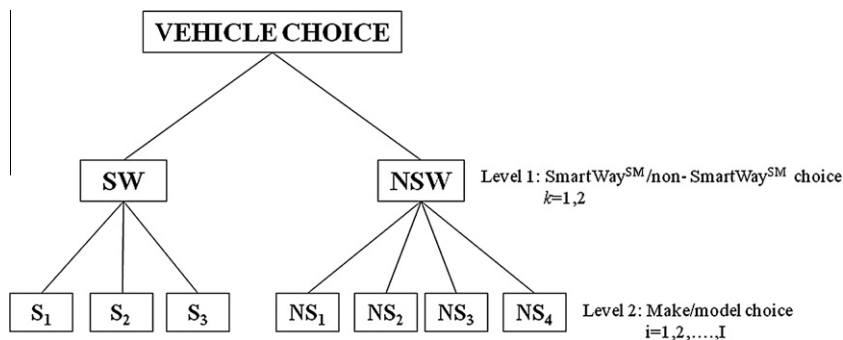 VEHICLE CHOICE
SW
NSW
Level 1: SmartWaySM/non- SmartWaySM choice
k=1,2
S1
S2
S3
NS1
NS2
NS3
NS4
Level 2: Make/model choice
i=1,2,….,I